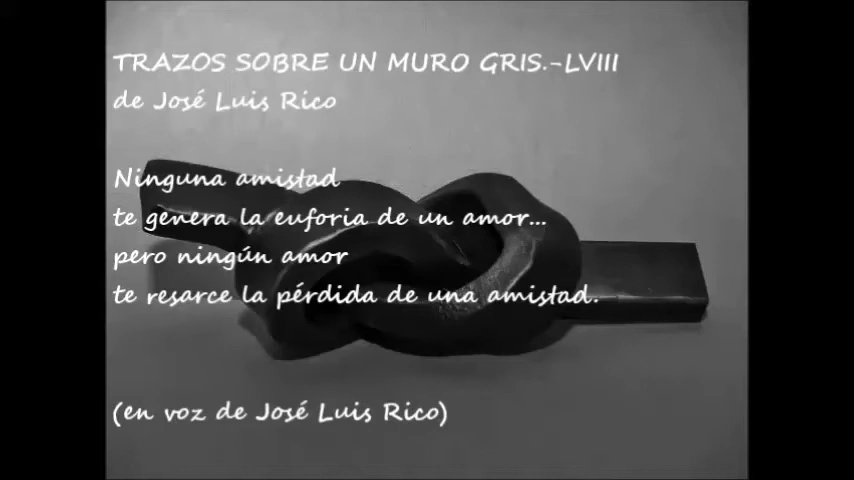 TRAZOS SOBRE UN MURO GRIS.-LVIII
de José Luis Rico
Ninguna amistad
te genera la euforia de un amor...
pero ningún amor
te resarce la pérdida de una amistad.
(en voz de José Luis Rico)